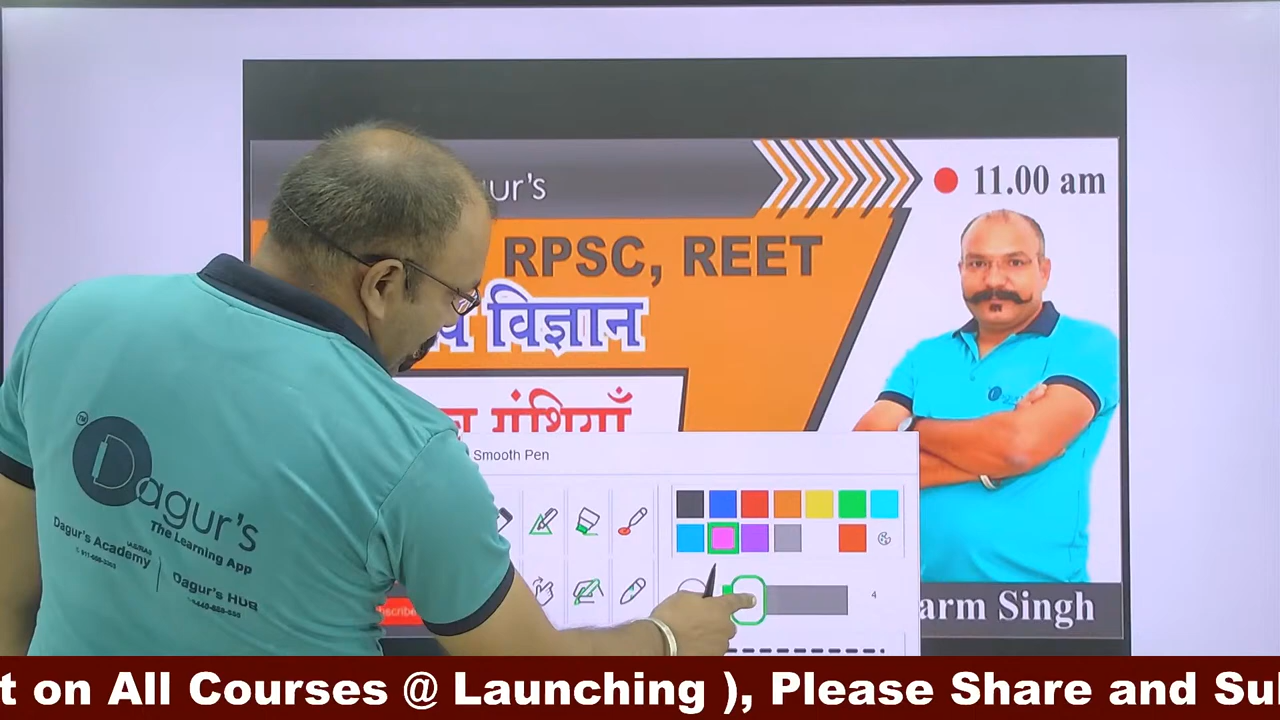 ur's
11.00 am
RPSC, REET
विज्ञान
ग्रंथियाँ
Smooth Pen
4
TM
Dagur's
The Learning App
Dagur's Academy
Dagur's HUB
arm Singh
t on All Courses @ Launching ), Please Share and Su